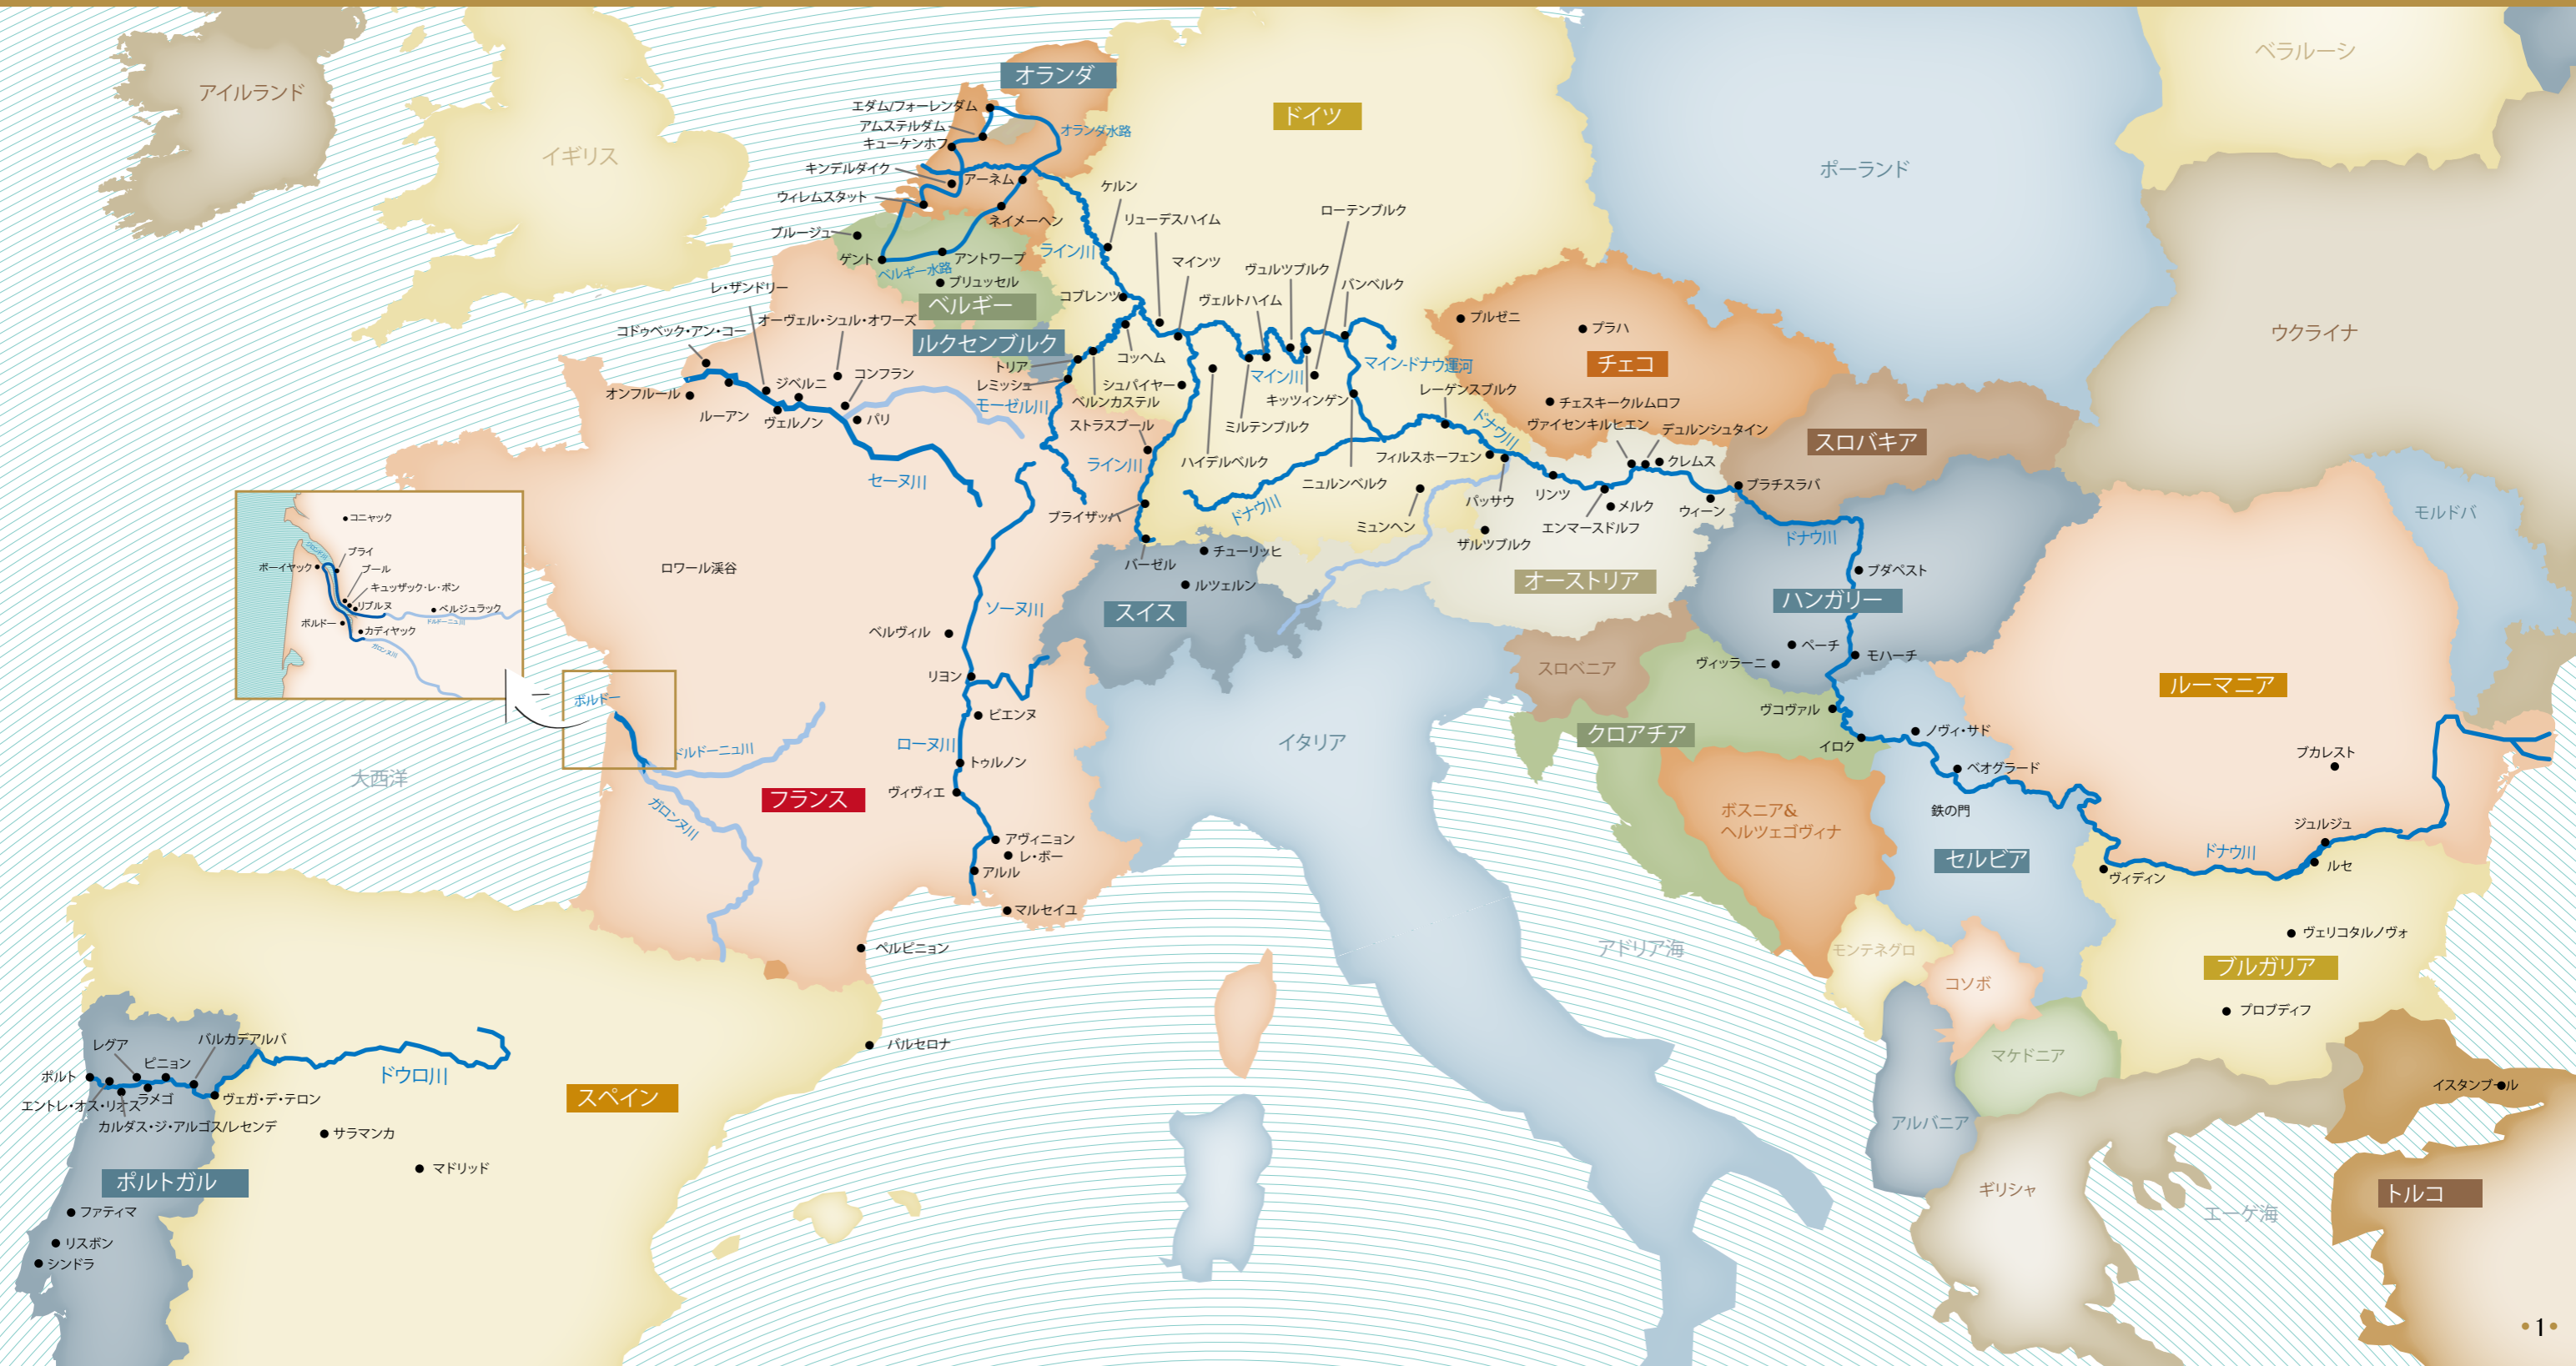 アイルランド
イギリス
オランダ
エダム/フォーレンダム
アムステルダム
キューケンホフ
キンデルダイク
アーネム
ウィレムスタット
ネイメーヘン
オランダ水路
ブルージュ
ゲント
アントワープ
ベルギー水路
ブリュッセル
ベルギー
ルクセンブルク
ドイツ
ケルン
リューデスハイム
ローテンブルク
ライン川
マインツ
ヴュルツブルク
バンベルク
ヴェルトハイム
コブレンツ
コッヘム
トリア
レミッシュ
シュパイヤー
ベルンカステル
モーゼル川
ストラスブール
ライン川
マイン川
キッツィンゲン
ミルテンブルク
ハイデルベルク
ニュルンベルク
マイン-ドナウ運河
レーゲンスブルク
ドナウ川
フィルスホーフェン
パッサウ
ミュンヘン
ドナウ川
ブライザッハ
バーゼル
チューリッヒ
ルツェルン
スイス
ポーランド
ベラルーシ
ウクライナ
モルドバ
プルゼニ
プラハ
チェコ
チェスキークルムロフ
ヴァイセンキルヒエン
デュルンシュタイン
クレムス
リンツ
メルク
エンマースドルフ
ウィーン
ザルツブルク
オーストリア
スロバキア
ブラチスラバ
ドナウ川
ブダペスト
ハンガリー
ペーチ
モハーチ
ヴィッラーニ
スロベニア
クロアチア
ヴコヴァル
イロク
ノヴィ・サド
ベオグラード
鉄の門
セルビア
ボスニア&
ヘルツェゴヴィナ
モンテネグロ
コソボ
マケドニア
アルバニア
ギリシャ
ルーマニア
ブカレスト
ジュルジュ
ルセ
ドナウ川
ヴィディン
ヴェリコタルノヴォ
ブルガリア
プロブディフ
イスタンブール
トルコ
エーゲ海
アドリア海
イタリア
レ・ザンドリー
コドゥベック・アン・コー
オーヴェル・シュル・オワーズ
オンフルール
ルーアン
ジベルニ
ヴェルノン
コンフラン
パリ
セーヌ川
ロワール渓谷
ソーヌ川
ベルヴィル
リヨン
ビエンヌ
ローヌ川
トゥルノン
ヴィヴィエ
アヴィニョン
レ・ボー
アルル
マルセイユ
ペルピニョン
フランス
ボルドー
ドルドーニュ川
ガロンヌ川
大西洋
コニャック
ブライ
ポーイヤック
ブール
キュッザック・レ・ポン
リブルヌ
ベルジュラック
ドルドーニュ川
ボルドー
カディヤック
ガロンヌ川
バルセロナ
スペイン
ドウロ川
レグア
ピニョン
バルカデアルバ
ポルト
エントレ・オス・リオス
ラメゴ
ヴェガ・デ・テロン
カルダス・ジ・アルゴス/レセンデ
サラマンカ
マドリッド
ポルトガル
ファティマ
リスボン
シンドラ
•1•